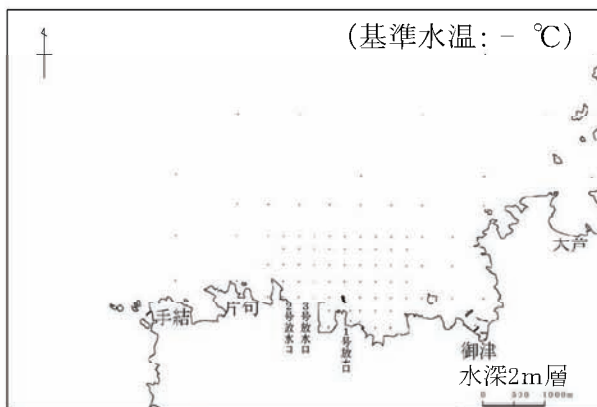 (基準水温: - ℃)
大芦
手結
片句
2号放水口
3号放水口
1号放水口
御津
水深2m層
0 500 1000m